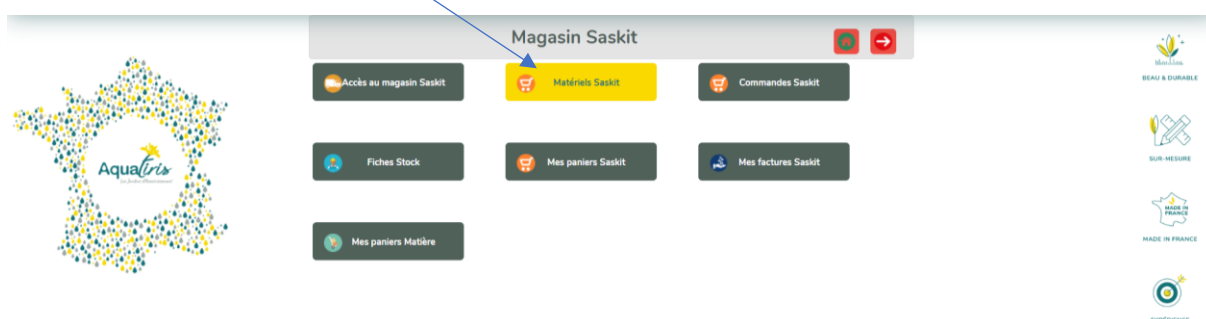 Magasin Saskit
Accès au magasin Saskit
Matériels Saskit
Commandes Saskit
Fiches Stock
Mes paniers Saskit
Mes factures Saskit
Mes paniers Matière
Aquatiris
BEAU & DURABLE
SUR-MESURE
MADE IN
FRANCE
MADE IN FRANCE